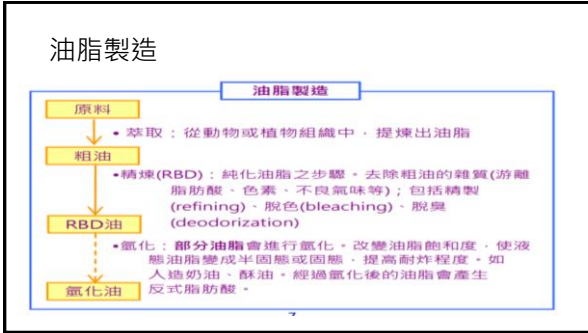 油脂製造
油脂製造
原料
• 萃取：從動物或植物組織中，提煉出油脂
粗油
•精煉(RBD)：純化油脂之步驟。去除粗油的雜質(游離
脂肪酸、色素、不良氣味等)；包括精製
(refining)、脫色(bleaching)、脫臭
(deodorization)
RBD油
•氫化：部分油脂會進行氫化。改變油脂飽和度，使液
態油脂變成半固態或固態，提高耐炸程度。如
人造奶油、酥油。經過氫化後的油脂會產生
反式脂肪酸。
氫化油
7